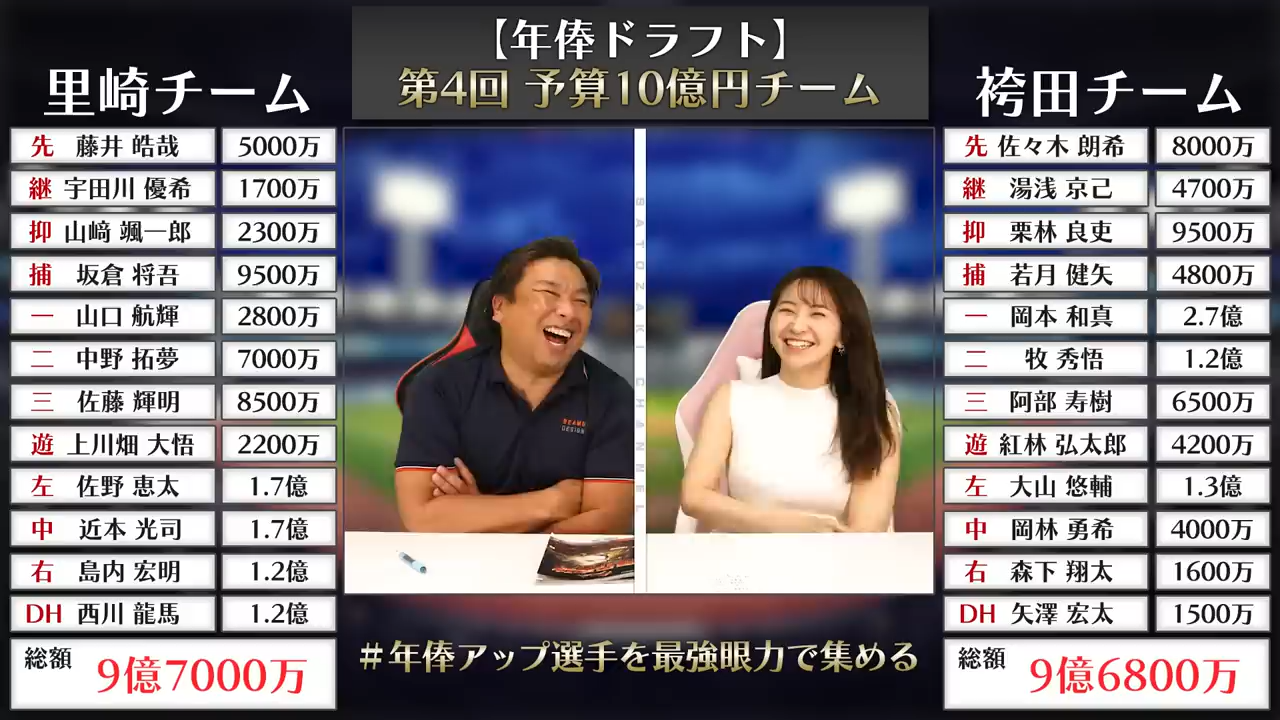 【年俸ドラフト】
第4回 予算10億円チーム
里崎チーム
先 藤井 皓哉 5000万
継 宇田川 優希 1700万
抑 山﨑 颯一郎 2300万
捕 坂倉 将吾 9500万
一 山口 航輝 2800万
二 中野 拓夢 7000万
三 佐藤 輝明 8500万
遊 上川畑 大悟 2200万
左 佐野 恵太 1.7億
中 近本 光司 1.7億
右 島内 宏明 1.2億
DH 西川 龍馬 1.2億
総額 9億7000万
SATOZAKI CHANNEL
BEAMS
DESIGN
袴田チーム
先 佐々木 朗希 8000万
継 湯浅 京己 4700万
抑 栗林 良吏 9500万
捕 若月 健矢 4800万
一 岡本 和真 2.7億
二 牧 秀悟 1.2億
三 阿部 寿樹 6500万
遊 紅林 弘太郎 4200万
左 大山 悠輔 1.3億
中 岡林 勇希 4000万
右 森下 翔太 1600万
DH 矢澤 宏太 1500万
総額 9億6800万
#年俸アップ選手を最強眼力で集める